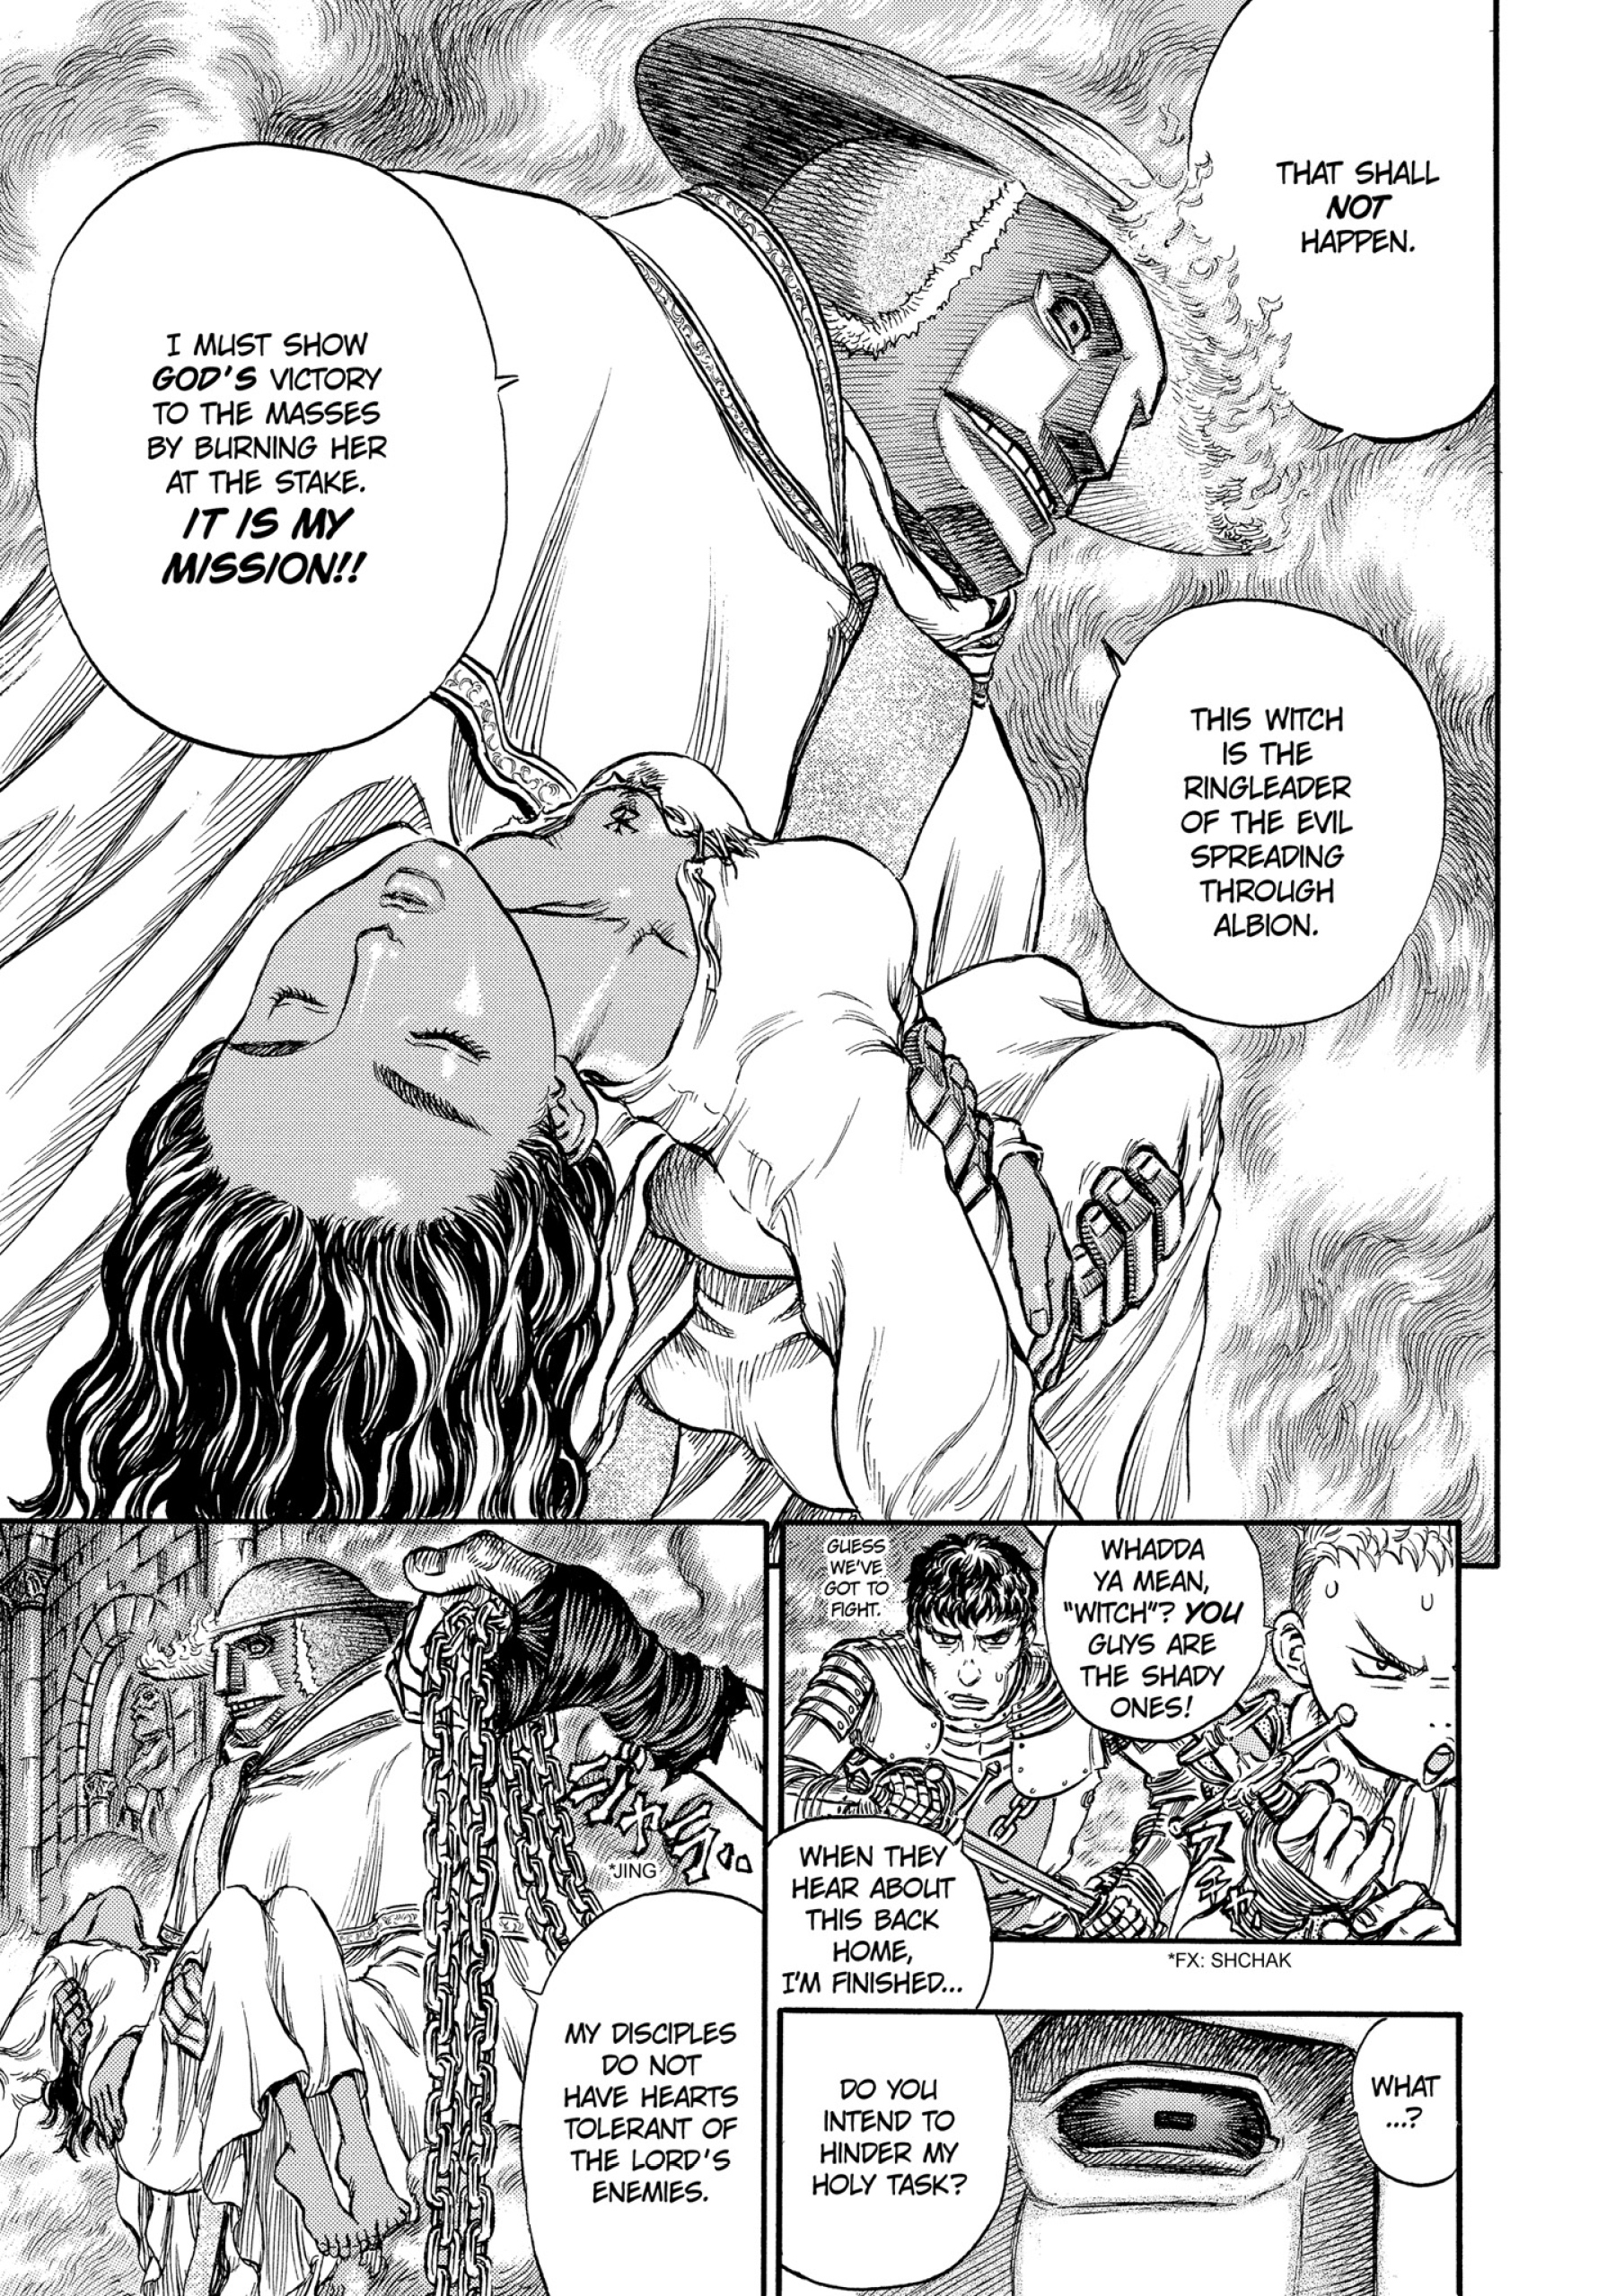 THAT SHALL
NOT
HAPPEN.
THIS WITCH
IS THE
RINGLEADER
OF THE EVIL
SPREADING
THROUGH
ALBION.
I MUST SHOW
GOD'S VICTORY
TO THE MASSES
BY BURNING HER
AT THE STAKE.
IT IS MY
MISSION!!
WHADDA
YA MEAN,
"WITCH"? YOU
GUYS ARE
THE SHADY
ONES!
GUESS
WE'VE
GOT TO
FIGHT.
WHEN THEY
HEAR ABOUT
THIS BACK
HOME,
I'M FINISHED...
*FX: SHCHAK
WHAT
...?
DO YOU
INTEND TO
HINDER MY
HOLY TASK?
ジャラ...
*JING
MY DISCIPLES
DO NOT
HAVE HEARTS
TOLERANT OF
THE LORD'S
ENEMIES.